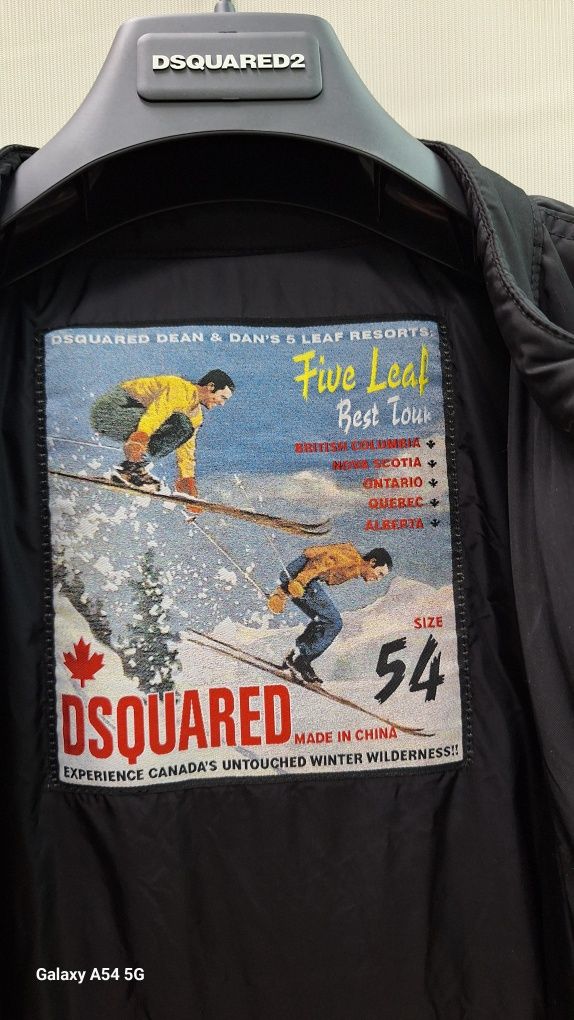 DSQUARED2
DSQUARED DEAN & DAN'S 5 LEAF RESORTS:
Five Leaf
Best Tour
BRITISH COLUMBIA
NOVA SCOTIA
ONTARIO
QUEBEC
ALBERTA
SIZE
54
DSQUARED
MADE IN CHINA
EXPERIENCE CANADA'S UNTOUCHED WINTER WILDERNESS!!
Galaxy A54 5G